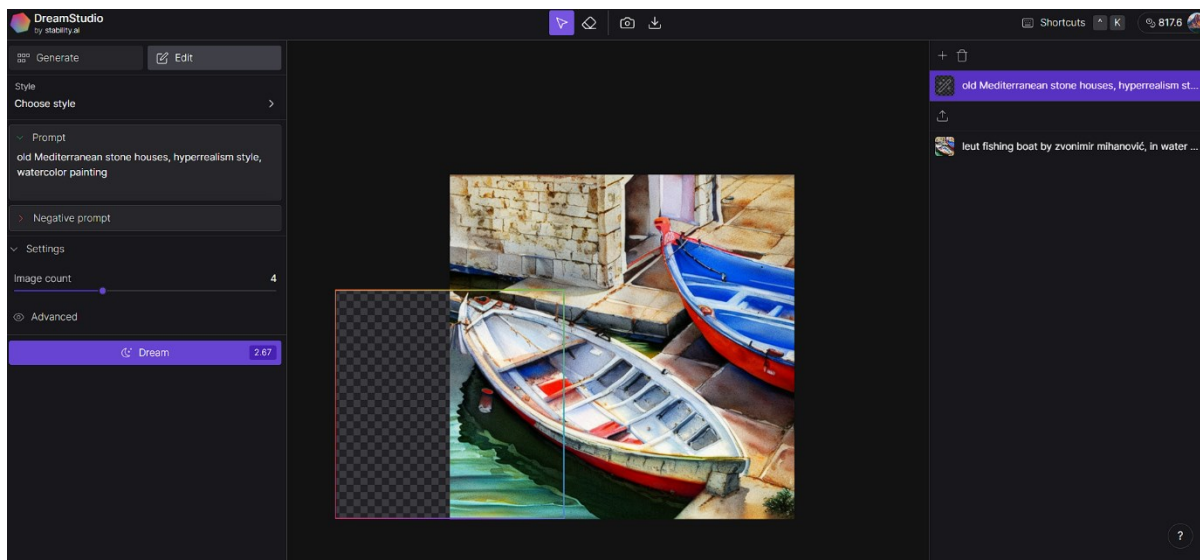 DreamStudio
by stability.ai
Shortcuts ^ K 817.6
Generate Edit
Style
Choose style
Prompt
old Mediterranean stone houses, hyperrealism style,
watercolor painting
Negative prompt
Settings
Image count 4
Advanced
Dream 2.67
old Mediterranean stone houses, hyperrealism st...
leut fishing boat by zvonimir mihanović, in water ...
?